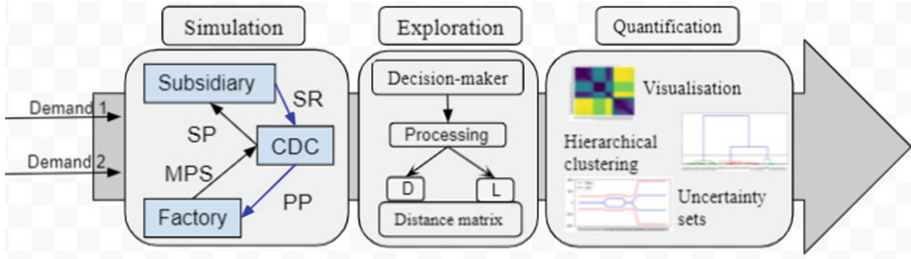 Simulation
Exploration
Quantification
Demand 1
Demand 2
Subsidiary
SR
SP
CDC
MPS
PP
Factory
Decision-maker
Processing
D
L
Distance matrix
Visualisation
Hierarchical
clustering
Uncertainty
sets